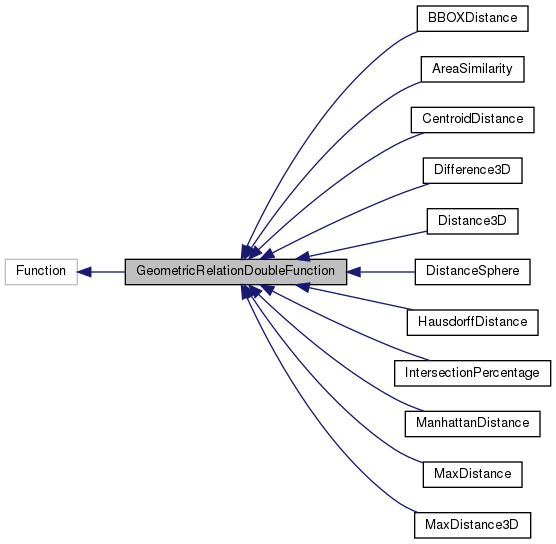 BBOXDistance
AreaSimilarity
CentroidDistance
Difference3D
Distance3D
Function
GeometricRelationDoubleFunction
DistanceSphere
HausdorffDistance
IntersectionPercentage
ManhattanDistance
MaxDistance
MaxDistance3D